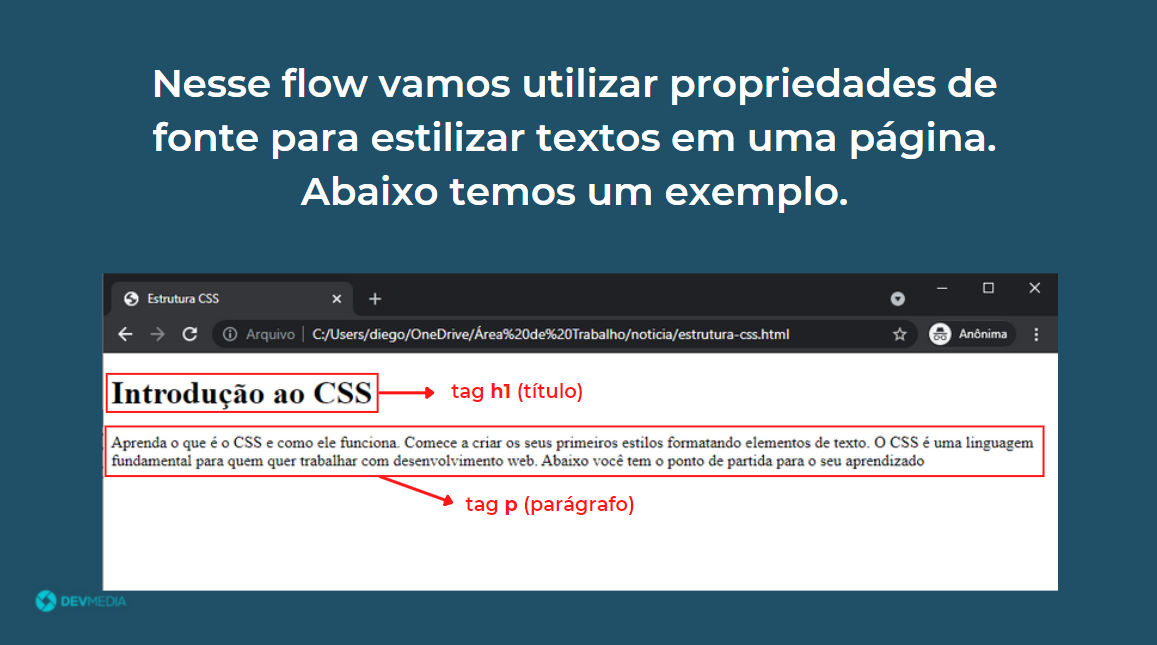 Nesse flow vamos utilizar propriedades de
fonte para estilizar textos em uma página.
Abaixo temos um exemplo.
Estrutura CSS
Arquivo | C:/Users/diego/OneDrive/Área%20de%20Trabalho/noticia/estrutura-css.html
Anônima
Introdução ao CSS
tag h1 (título)
Aprenda o que é o CSS e como ele funciona. Comece a criar os seus primeiros estilos formatando elementos de texto. O CSS é uma linguagem
fundamental para quem quer trabalhar com desenvolvimento web. Abaixo você tem o ponto de partida para o seu aprendizado
tag p (parágrafo)
DEVMEDIA